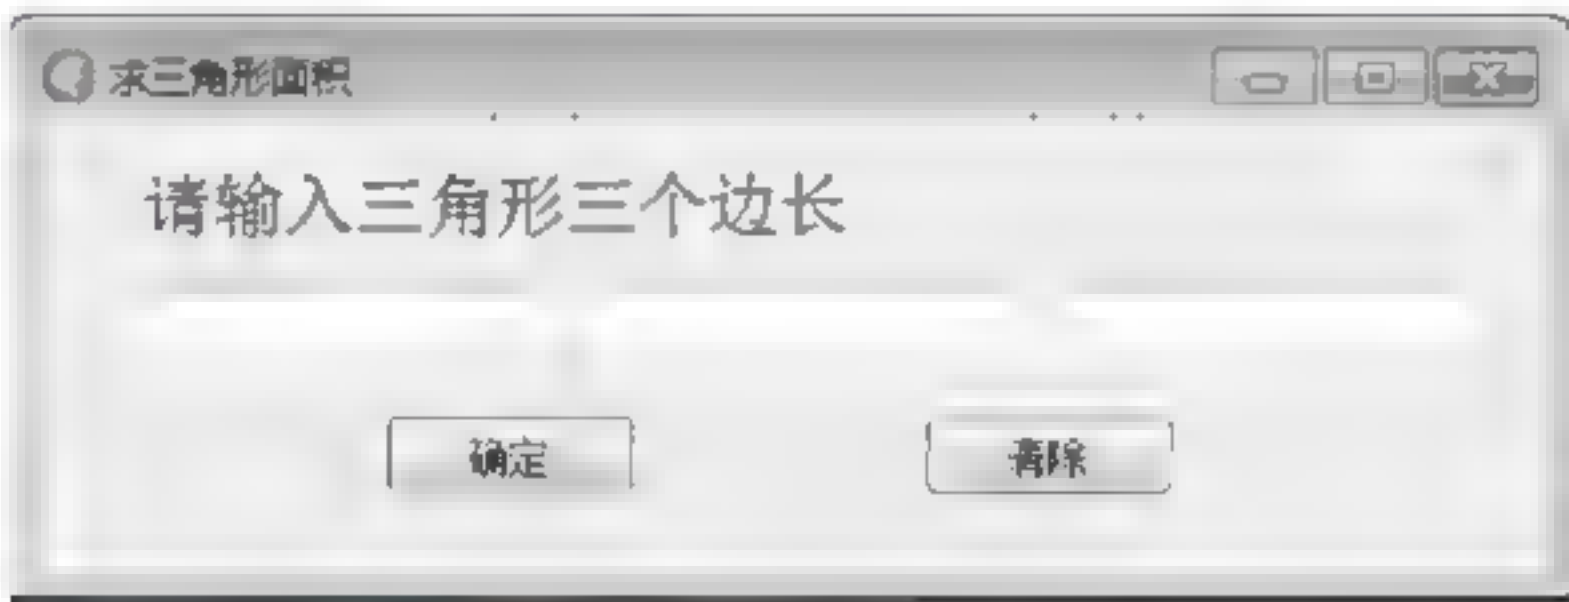 求三角形面积
请输入三角形三个边长
确定
清除